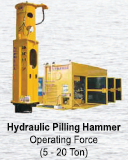 Hydraulic Pilling Hammer
Operating Force
(5 - 20 Ton)